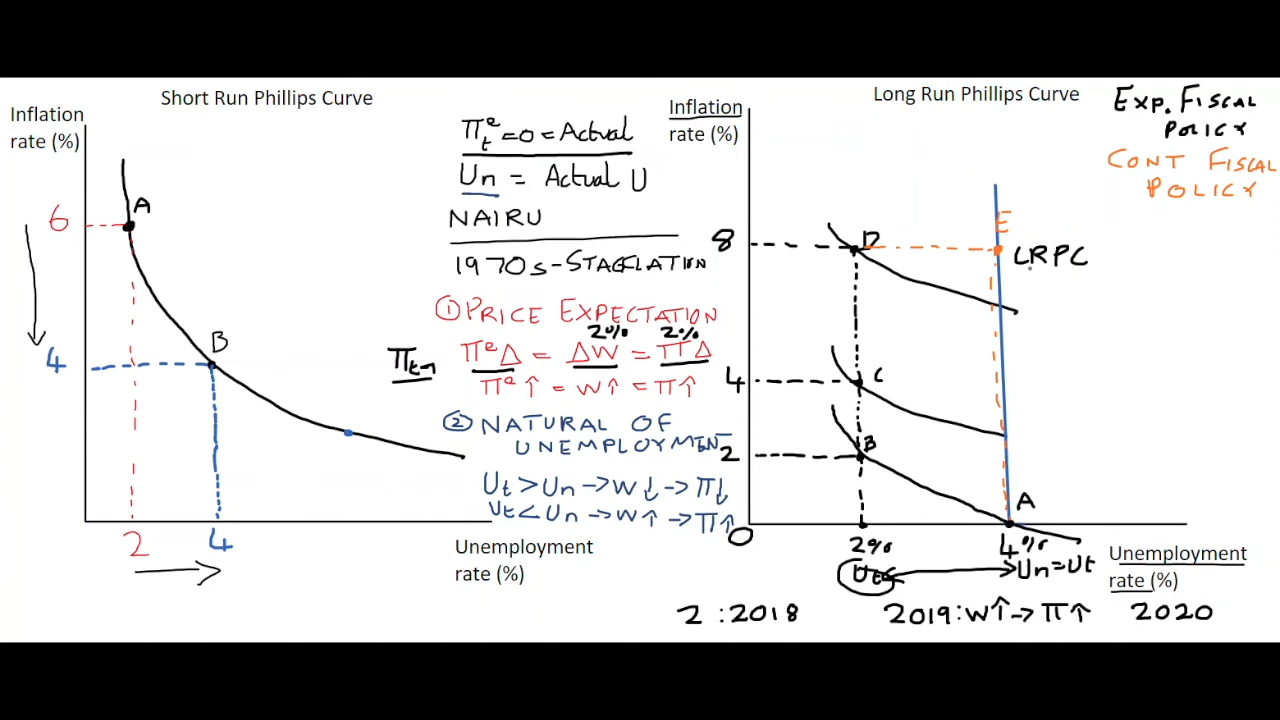 Short Run Phillips Curve
Inflation
rate (%)
6
A
B
4
2
4
Unemployment
rate (%)
π^e_t = 0 = Actual
Un = Actual U
NAIRU
1970s - STAGFLATION
① PRICE EXPECTATION
2% 2%
πt-1 π^e Δ = ΔW = πΔ
π^e ↑ = W↑ = π↑
② NATURAL OF
UNEMPLOYMENT
Ut > Un → W↓ → π↓
Ut < Un → W↑ → π↑
Long Run Phillips Curve
Inflation
rate (%)
EXP. FISCAL
POLICY
CONT FISCAL
POLICY
E
8
D
LRPC
4
C
2
B
A
0
2%
4%
Ut
Un = Ut
Unemployment
rate (%)
2 : 2018
2019: W↑ → π↑
2020